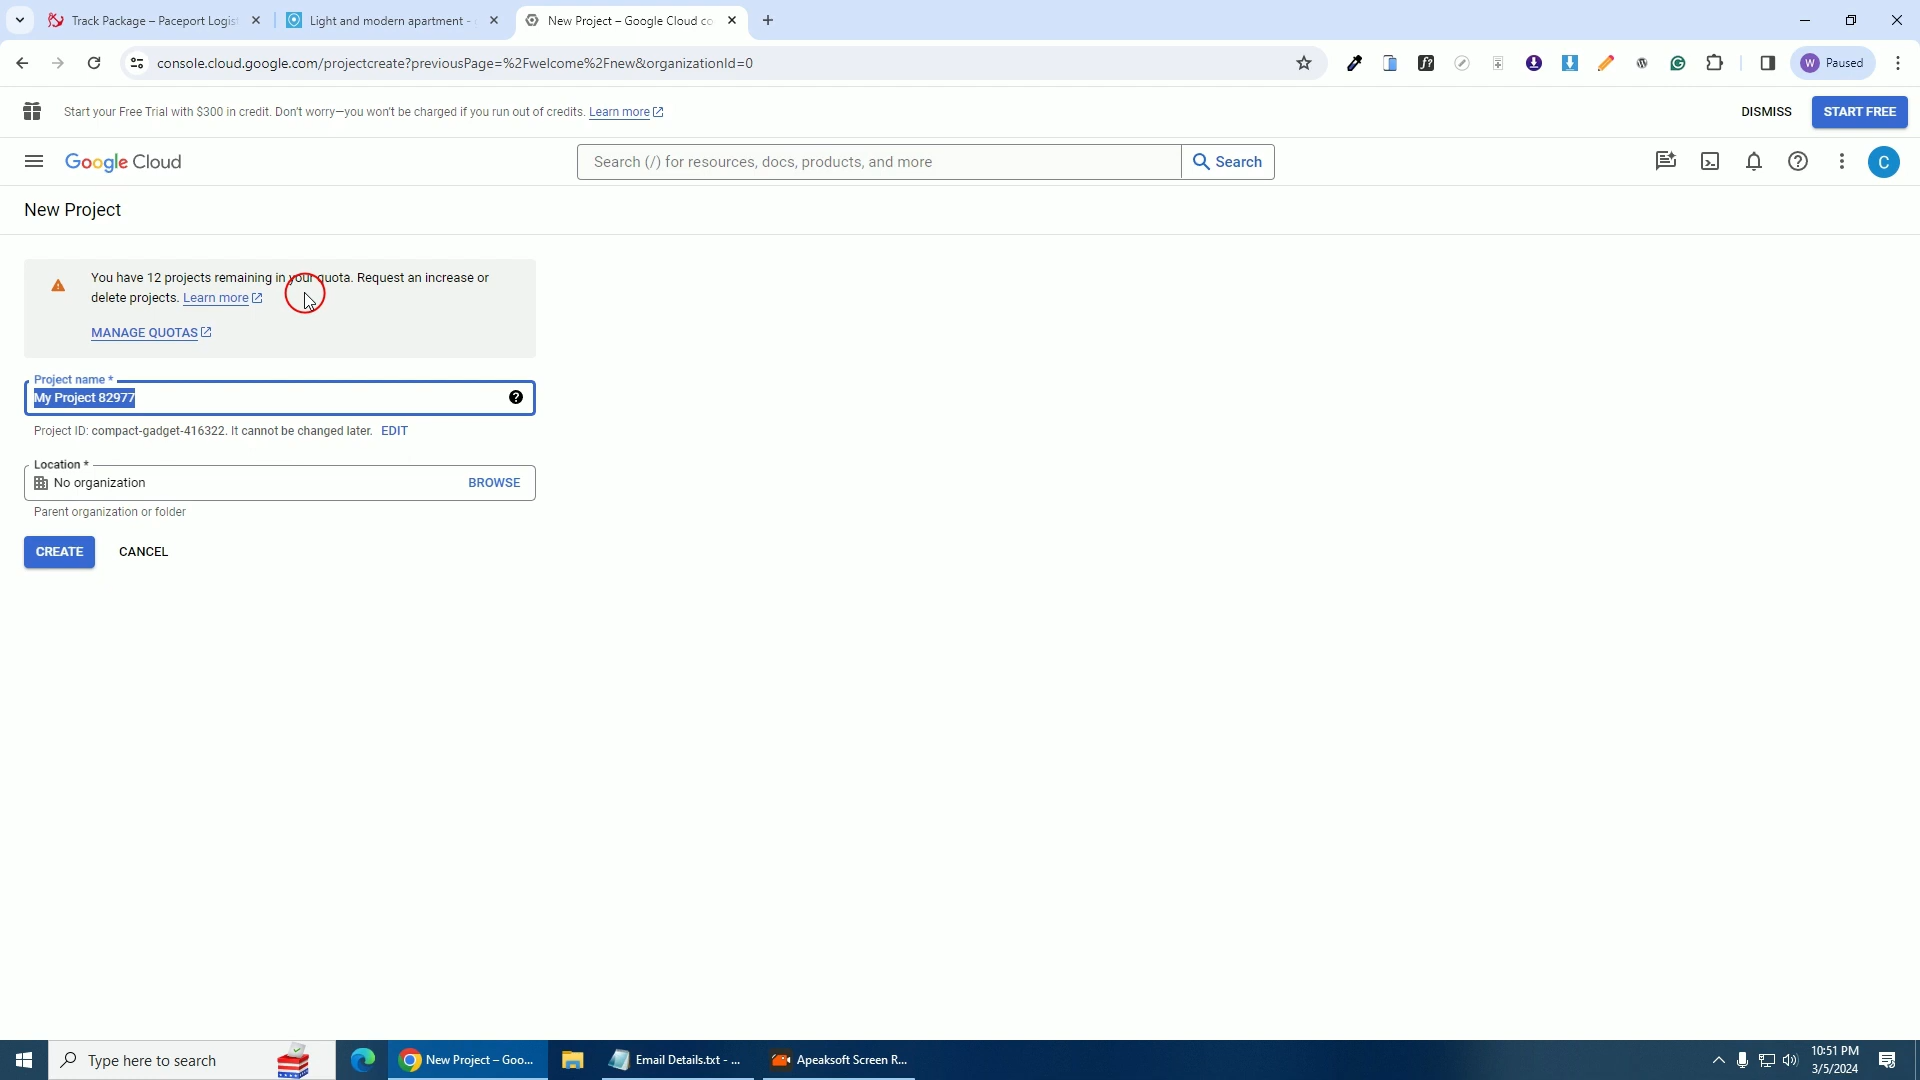 Track Package – Paceport Logist
Light and modern apartment -
New Project – Google Cloud co
console.cloud.google.com/projectcreate?previousPage=%2Fwelcome%2Fnew&organizationId=0
W Paused
Start your Free Trial with $300 in credit. Don't worry—you won't be charged if you run out of credits. Learn more
DISMISS
START FREE
Google Cloud
Search (/) for resources, docs, products, and more
Search
C
New Project
You have 12 projects remaining in your quota. Request an increase or
delete projects. Learn more
MANAGE QUOTAS
Project name *
My Project 82977
Project ID: compact-gadget-416322. It cannot be changed later. EDIT
Location *
No organization
BROWSE
Parent organization or folder
CREATE
CANCEL
Type here to search
New Project – Goo...
Email Details.txt - ...
Apeaksoft Screen R...
10:51 PM
3/5/2024